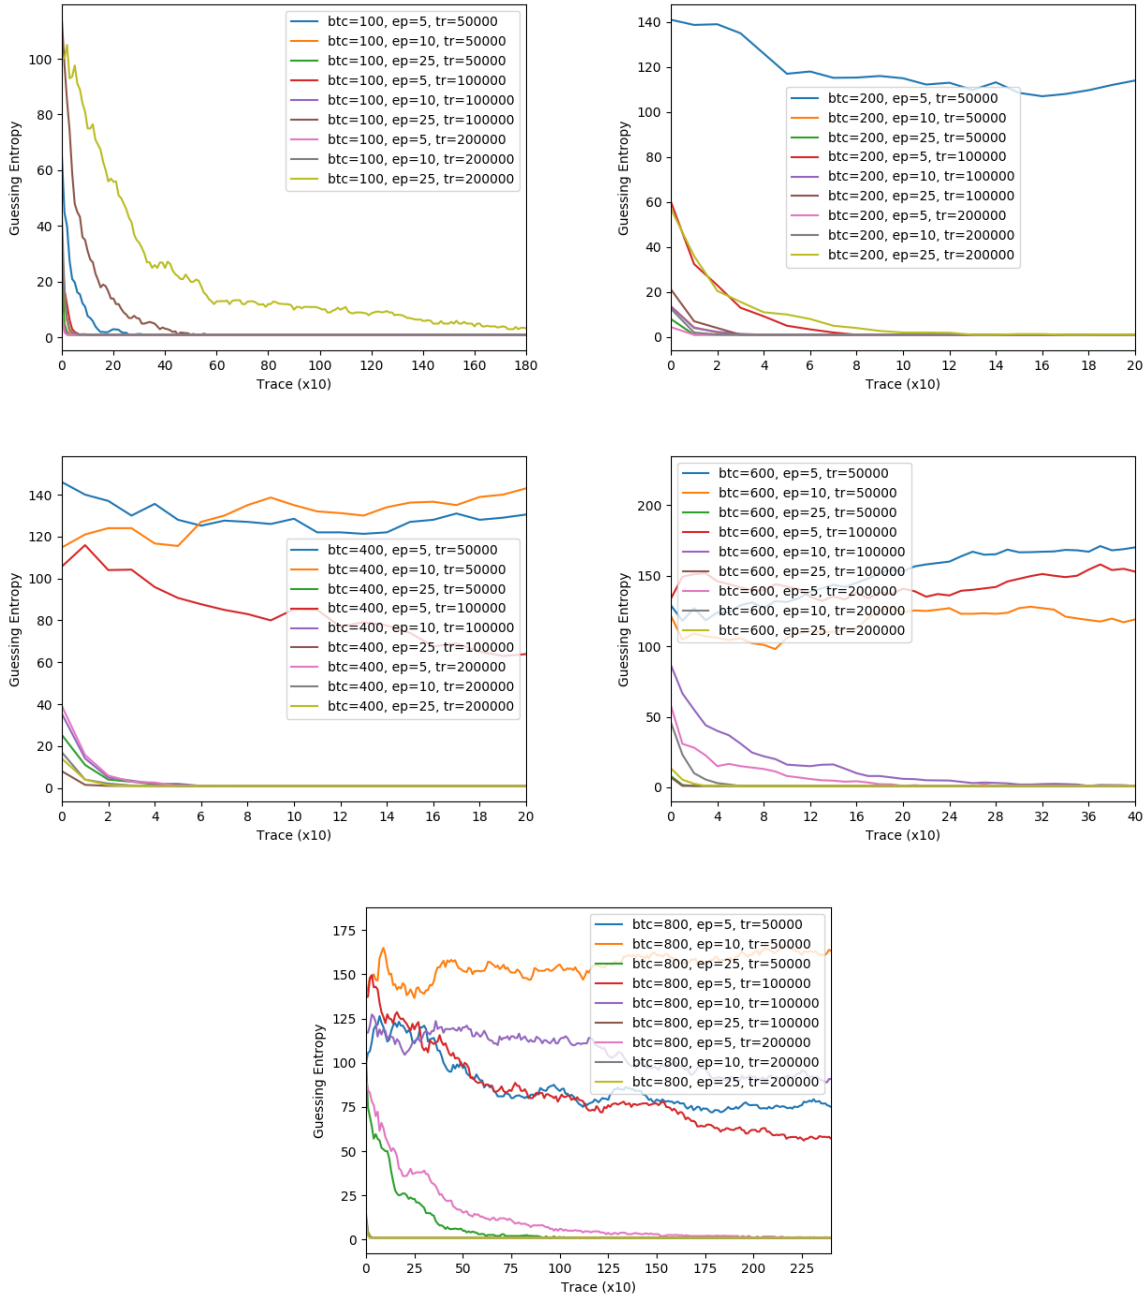 Guessing Entropy
100
80
60
40
20
0
btc=100, ep=5, tr=50000
btc=100, ep=10, tr=50000
btc=100, ep=25, tr=50000
btc=100, ep=5, tr=100000
btc=100, ep=10, tr=100000
btc=100, ep=25, tr=100000
btc=100, ep=5, tr=200000
btc=100, ep=10, tr=200000
btc=100, ep=25, tr=200000
0 20 40 60 80 100 120 140 160 180
Trace (x10)
Guessing Entropy
140
120
100
80
60
40
20
0
btc=200, ep=5, tr=50000
btc=200, ep=10, tr=50000
btc=200, ep=25, tr=50000
btc=200, ep=5, tr=100000
btc=200, ep=10, tr=100000
btc=200, ep=25, tr=100000
btc=200, ep=5, tr=200000
btc=200, ep=10, tr=200000
btc=200, ep=25, tr=200000
0 2 4 6 8 10 12 14 16 18 20
Trace (x10)
Guessing Entropy
140
120
100
80
60
40
20
0
btc=400, ep=5, tr=50000
btc=400, ep=10, tr=50000
btc=400, ep=25, tr=50000
btc=400, ep=5, tr=100000
btc=400, ep=10, tr=100000
btc=400, ep=25, tr=100000
btc=400, ep=5, tr=200000
btc=400, ep=10, tr=200000
btc=400, ep=25, tr=200000
0 2 4 6 8 10 12 14 16 18 20
Trace (x10)
Guessing Entropy
200
150
100
50
0
btc=600, ep=5, tr=50000
btc=600, ep=10, tr=50000
btc=600, ep=25, tr=50000
btc=600, ep=5, tr=100000
btc=600, ep=10, tr=100000
btc=600, ep=25, tr=100000
btc=600, ep=5, tr=200000
btc=600, ep=10, tr=200000
btc=600, ep=25, tr=200000
0 4 8 12 16 20 24 28 32 36 40
Trace (x10)
Guessing Entropy
175
150
125
100
75
50
25
0
btc=800, ep=5, tr=50000
btc=800, ep=10, tr=50000
btc=800, ep=25, tr=50000
btc=800, ep=5, tr=100000
btc=800, ep=10, tr=100000
btc=800, ep=25, tr=100000
btc=800, ep=5, tr=200000
btc=800, ep=10, tr=200000
btc=800, ep=25, tr=200000
0 25 50 75 100 125 150 175 200 225
Trace (x10)